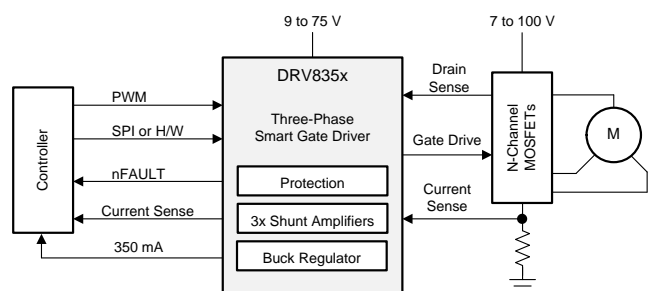 9 to 75 V
7 to 100 V
DRV835x
Three-Phase
Smart Gate Driver
Protection
3x Shunt Amplifiers
Buck Regulator
Controller
PWM
SPI or H/W
nFAULT
Current Sense
350 mA
Drain
Sense
Gate Drive
Current
Sense
N-Channel
MOSFETs
M